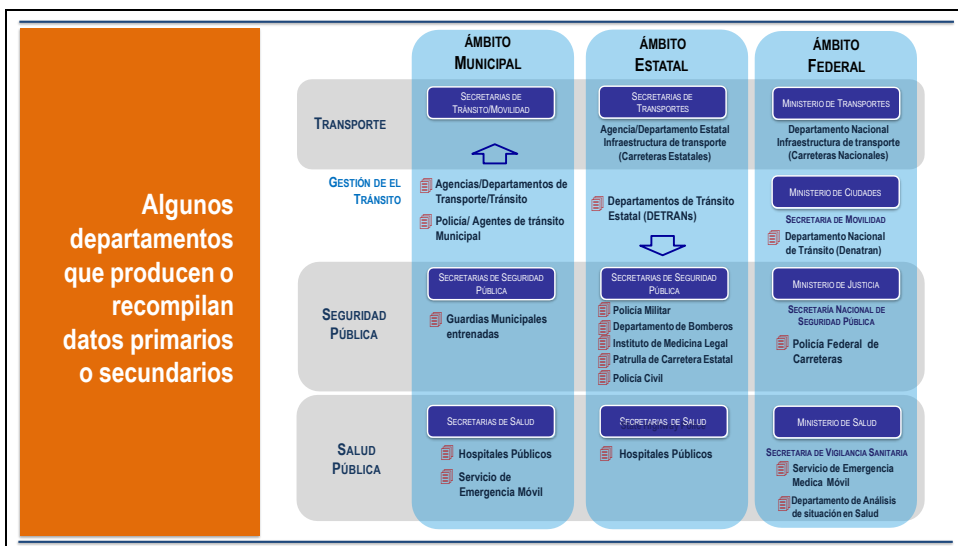 Algunos
departamentos
que producen o
recompilan
datos primarios
o secundarios
ÁMBITO
MUNICIPAL
ÁMBITO
ESTATAL
ÁMBITO
FEDERAL
TRANSPORTE
SECRETARIAS DE
TRÁNSITO/MOVILIDAD
SECRETARIAS DE
TRANSPORTES
Agencia/Departamento Estatal
Infraestructura de transporte
(Carreteras Estatales)
MINISTERIO DE TRANSPORTES
Departamento Nacional
Infraestructura de transporte
(Carreteras Nacionales)
GESTIÓN DE EL
TRÁNSITO
Agencias/Departamentos de
Transporte/Tránsito
Policía/ Agentes de tránsito
Municipal
Departamentos de Tránsito
Estatal (DETRANs)
MINISTERIO DE CIUDADES
SECRETARIA DE MOVILIDAD
Departamento Nacional
de Tránsito (Denatran)
SEGURIDAD
PÚBLICA
SECRETARIAS DE SEGURIDAD
PÚBLICA
Guardias Municipales
entrenadas
SECRETARIAS DE SEGURIDAD
PÚBLICA
Policía Militar
Departamento de Bomberos
Instituto de Medicina Legal
Patrulla de Carretera Estatal
Policía Civil
MINISTERIO DE JUSTICIA
SECRETARÍA NACIONAL DE
SEGURIDAD PÚBLICA
Policía Federal de
Carreteras
SALUD
PÚBLICA
SECRETARIAS DE SALUD
Hospitales Públicos
Servicio de
Emergencia Móvil
SECRETARIAS DE SALUD
Hospitales Públicos
MINISTERIO DE SALUD
SECRETARIA DE VIGILANCIA SANITARIA
Servicio de Emergencia
Medica Móvil
Departamento de Análisis
de situación en Salud